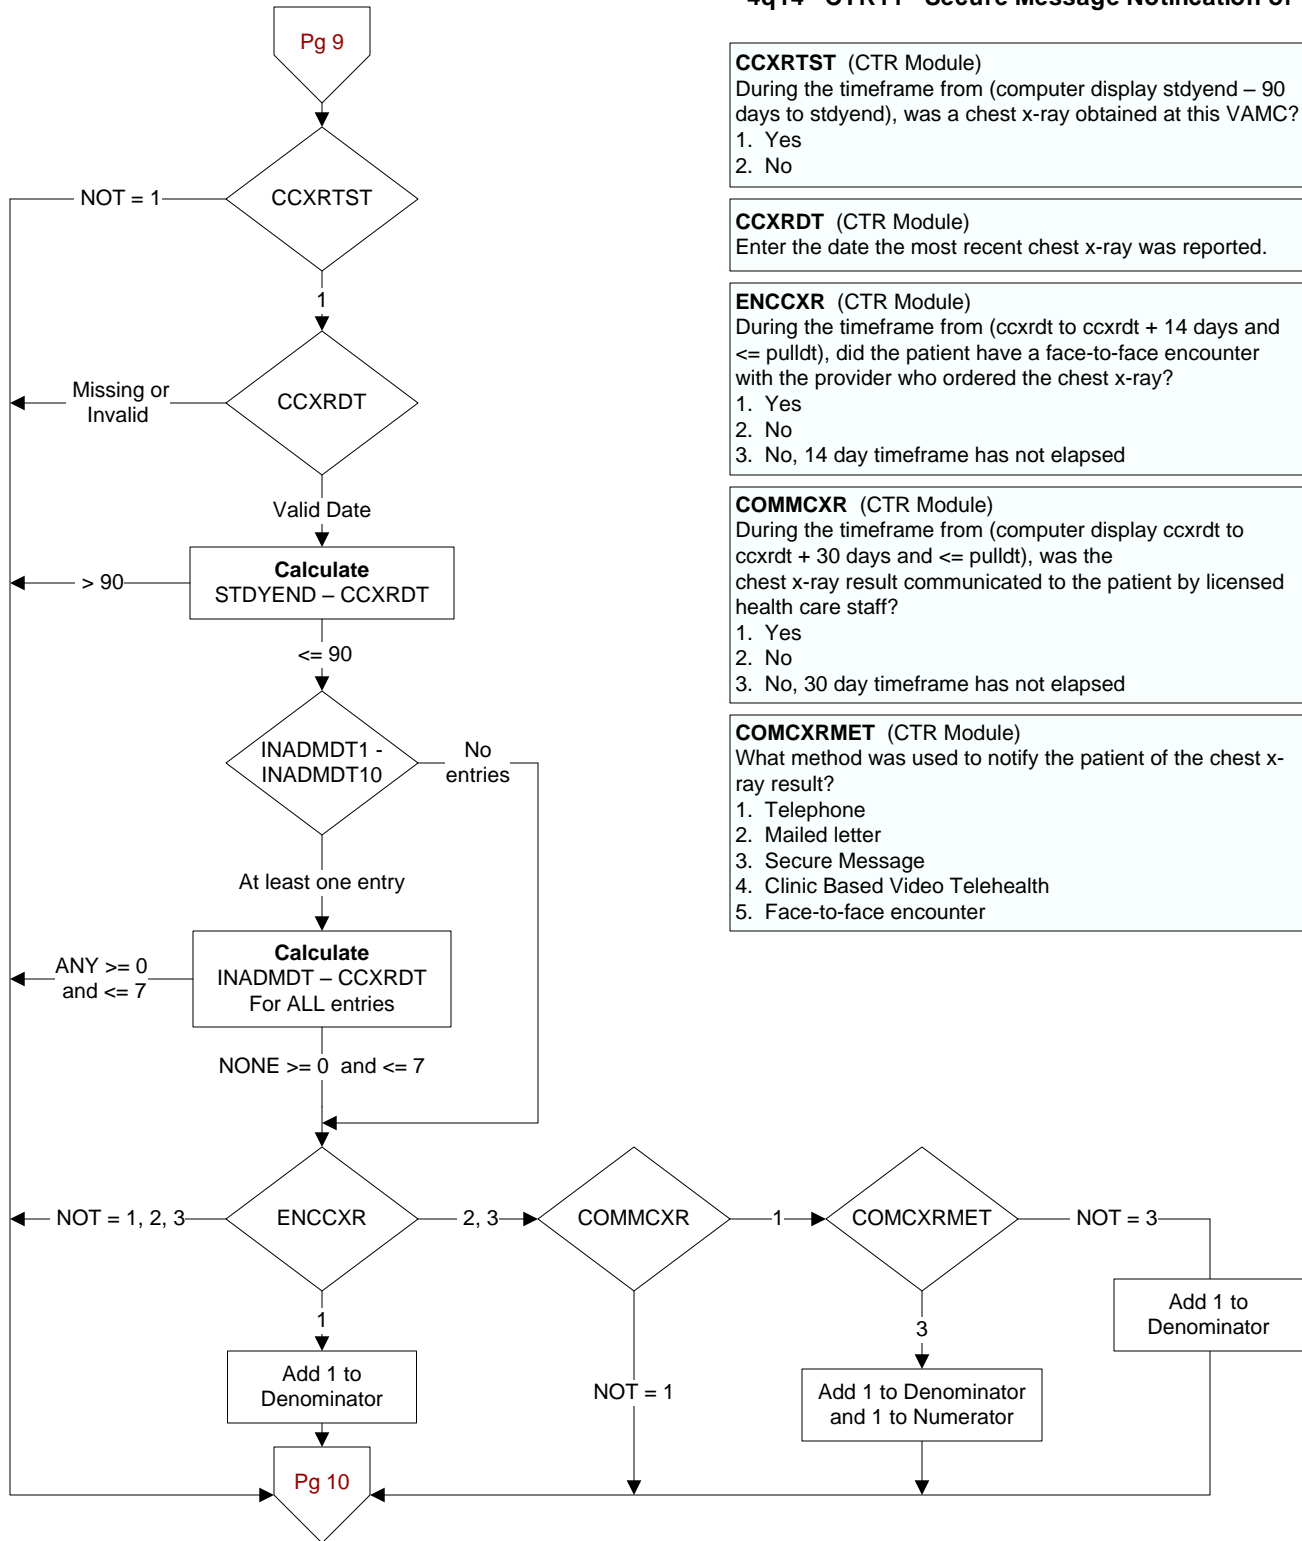 4q14 - CTR11 - Secure Message Notification of
Pg 9
CCXRTST
NOT = 1
1
CCXRDT
Missing or
Invalid
Valid Date
Calculate
STDYEND – CCXRDT
> 90
<= 90
INADMDT1 -
INADMDT10
No
entries
At least one entry
Calculate
INADMDT – CCXRDT
For ALL entries
ANY >= 0
and <= 7
NONE >= 0 and <= 7
NOT = 1, 2, 3
ENCCXR
2, 3
COMMCXR
1
COMCXRMET
NOT = 3
1
Add 1 to
Denominator
NOT = 1
3
Add 1 to Denominator
and 1 to Numerator
Add 1 to
Denominator
Pg 10
CCXRTST (CTR Module)
During the timeframe from (computer display stdyend – 90
days to stdyend), was a chest x-ray obtained at this VAMC?
1. Yes
2. No
CCXRDT (CTR Module)
Enter the date the most recent chest x-ray was reported.
ENCCXR (CTR Module)
During the timeframe from (ccxrdt to ccxrdt + 14 days and
<= pulldt), did the patient have a face-to-face encounter
with the provider who ordered the chest x-ray?
1. Yes
2. No
3. No, 14 day timeframe has not elapsed
COMMCXR (CTR Module)
During the timeframe from (computer display ccxrdt to
ccxrdt + 30 days and <= pulldt), was the
chest x-ray result communicated to the patient by licensed
health care staff?
1. Yes
2. No
3. No, 30 day timeframe has not elapsed
COMCXRMET (CTR Module)
What method was used to notify the patient of the chest x-
ray result?
1. Telephone
2. Mailed letter
3. Secure Message
4. Clinic Based Video Telehealth
5. Face-to-face encounter